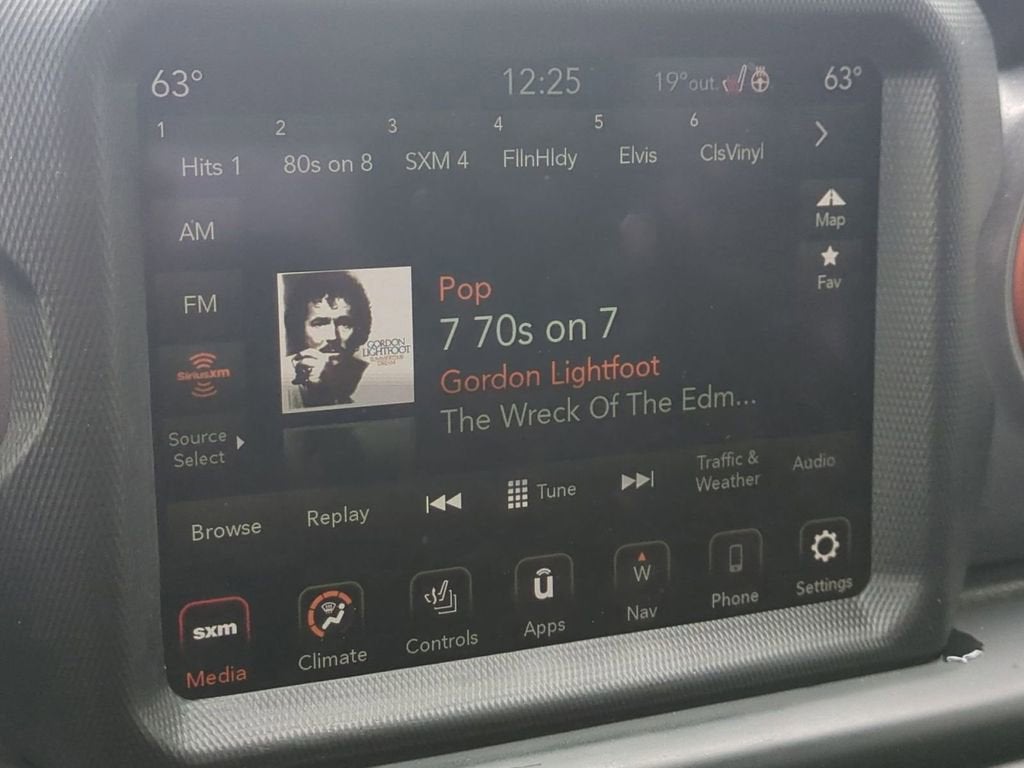 63° 12:25 19°out. 63°
1 2 3 4 5 6
Hits 1 80s on 8 SXM 4 FllnHldy Elvis ClsVinyl
AM
Map
FM
Fav
SiriusXM
Source
Select
GORDON
LIGHTFOOT
SUMMERTIME
DREAM
Pop
7 70s on 7
Gordon Lightfoot
The Wreck Of The Edm...
Browse Replay Tune
Traffic &
Weather
Audio
sxm
Media
Climate
Controls
ū
Apps
W
Nav
Phone
Settings